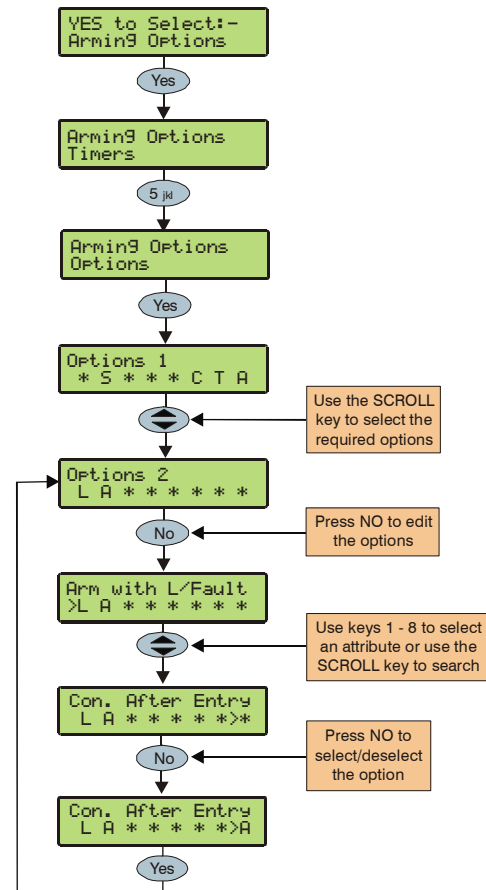 YES to Select:-
Arming Options
Yes
Arming Options
Timers
5 jkl
Arming Options
Options
Yes
Options 1
* S * * * C T A
Use the SCROLL
key to select the
required options
Options 2
L A * * * * * *
No
Press NO to edit
the options
Arm with L/Fault
>L A * * * * * *
Use keys 1 - 8 to select
an attribute or use the
SCROLL key to search
Con. After Entry
L A * * * * *>*
No
Press NO to
select/deselect
the option
Con. After Entry
L A * * * * *>A
Yes